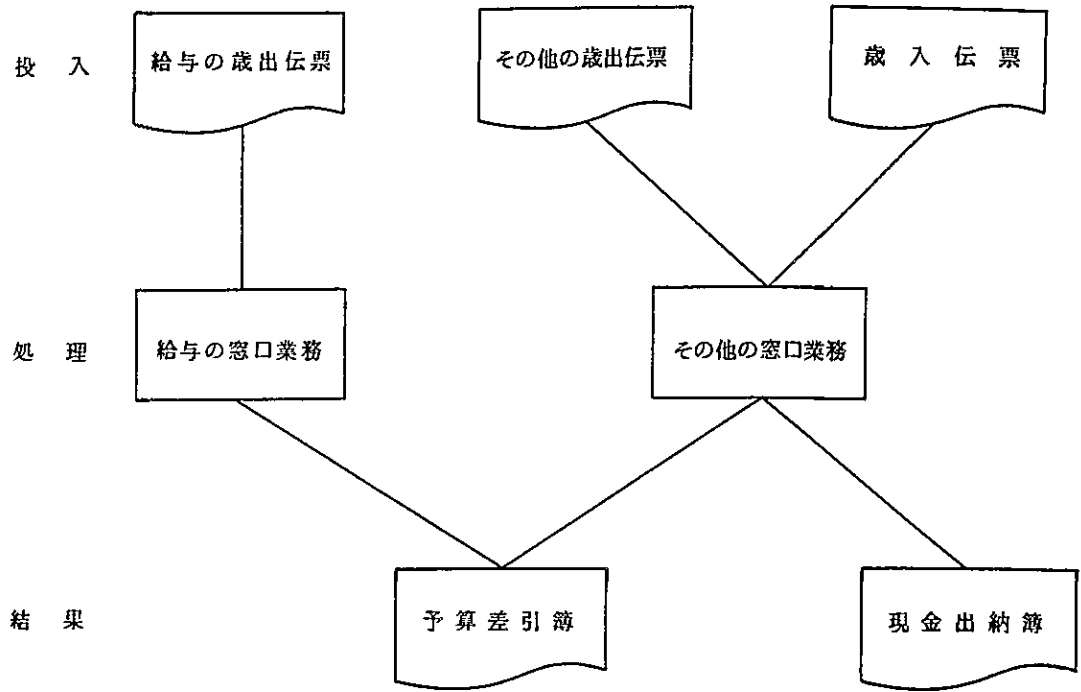 投入
給与の歳出伝票
その他の歳出伝票
歳入伝票
処理
給与の窓口業務
その他の窓口業務
結果
予算差引簿
現金出納簿